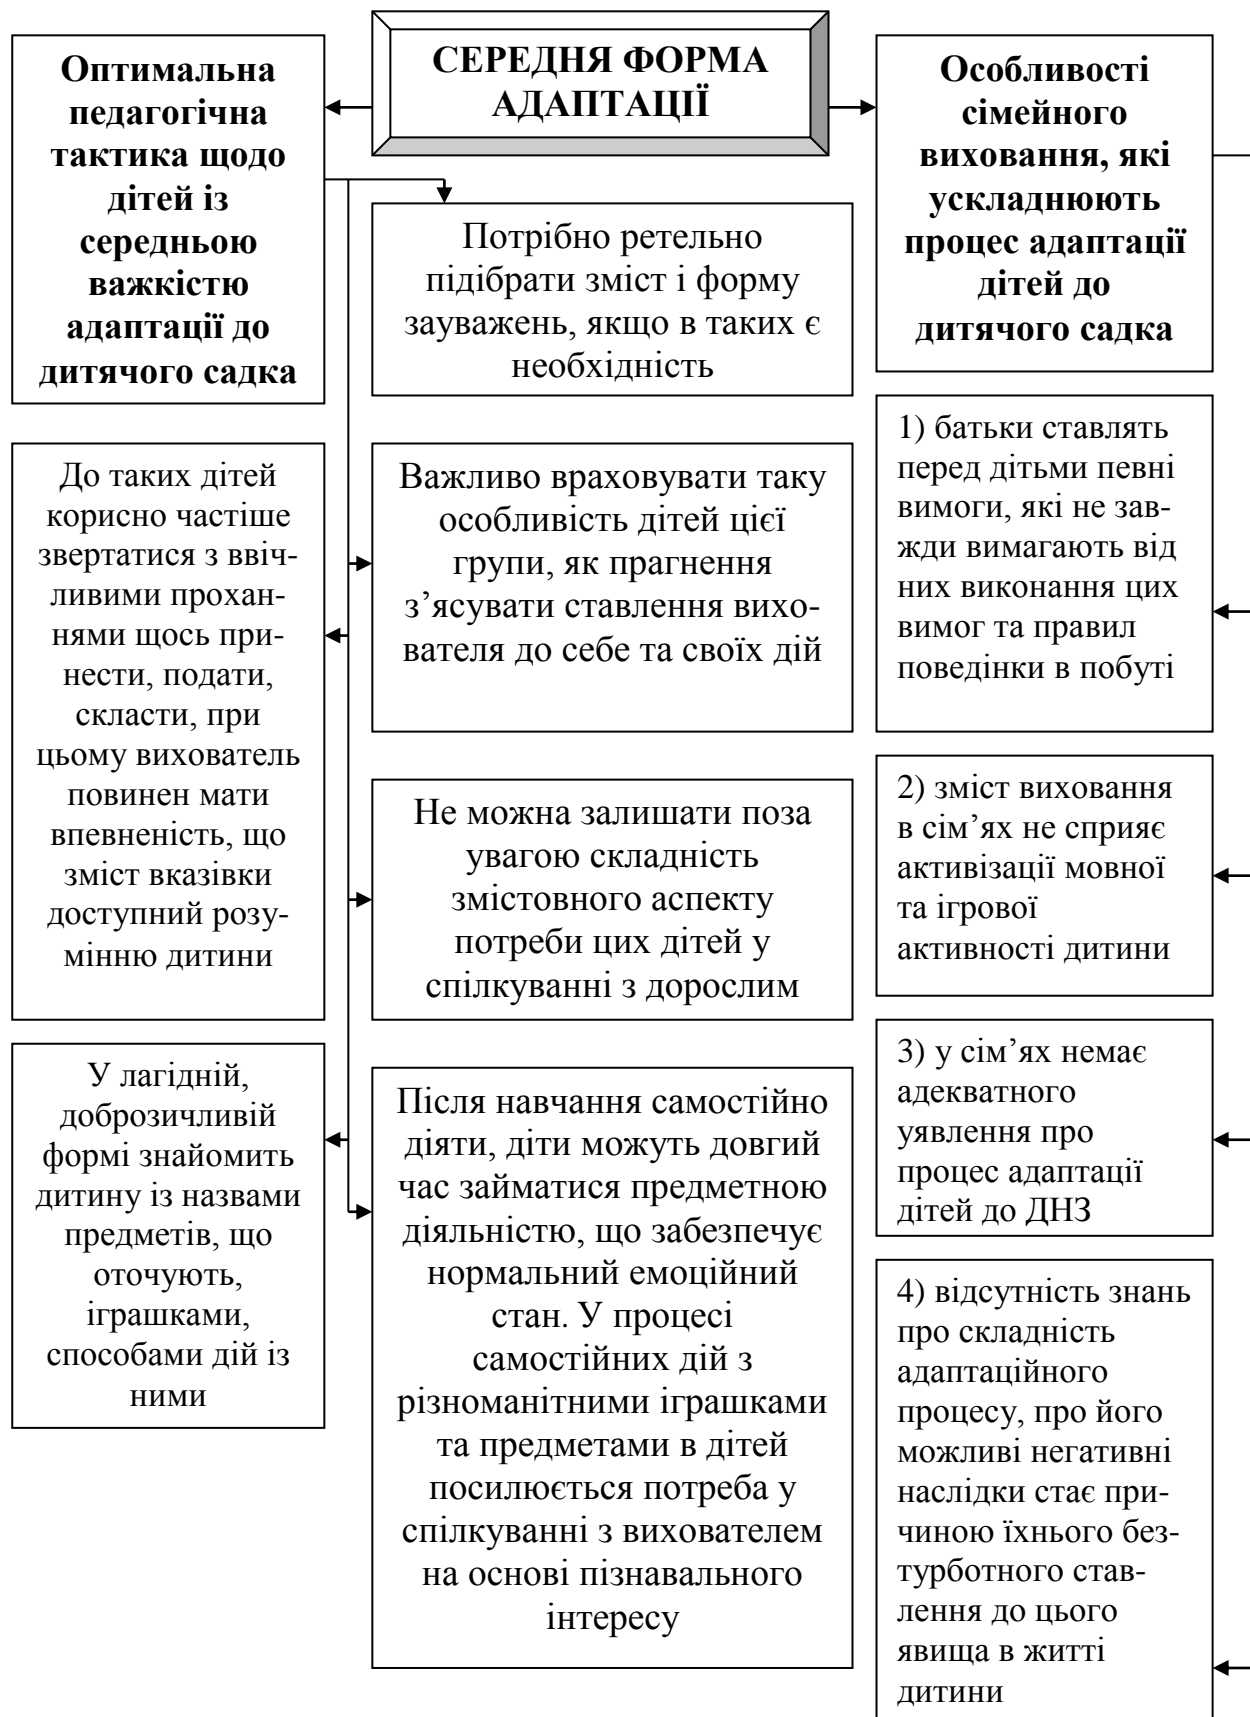 СЕРЕДНЯ ФОРМА
АДАПТАЦІЇ
Оптимальна
педагогічна
тактика щодо
дітей із
середньою
важкістю
адаптації до
дитячого садка
Потрібно ретельно
підібрати зміст і форму
зауважень, якщо в таких є
необхідність
Важливо враховувати таку
особливість дітей цієї
групи, як прагнення
з’ясувати ставлення вихо-
вателя до себе та своїх дій
До таких дітей
корисно частіше
звертатися з ввіч-
ливими прохан-
нями щось при-
нести, подати,
скласти, при
цьому вихователь
повинен мати
впевненість, що
зміст вказівки
доступний розу-
мінню дитини
Не можна залишати поза
увагою складність
змістовного аспекту
потреби цих дітей у
спілкуванні з дорослим
У лагідній,
доброзичливій
формі знайомить
дитину із назвами
предметів, що
оточують,
іграшками,
способами дій із
ними
Після навчання самостійно
діяти, діти можуть довгий
час займатися предметною
діяльністю, що забезпечує
нормальний емоційний
стан. У процесі
самостійних дій з
різноманітними іграшками
та предметами в дітей
посилюється потреба у
спілкуванні з вихователем
на основі пізнавального
інтересу
Особливості
сімейного
виховання, які
ускладнюють
процес адаптації
дітей до
дитячого садка
1) батьки ставлять
перед дітьми певні
вимоги, які не зав-
жди вимагають від
них виконання цих
вимог та правил
поведінки в побуті
2) зміст виховання
в сім’ях не сприяє
активізації мовної
та ігрової
активності дитини
3) у сім’ях немає
адекватного
уявлення про
процес адаптації
дітей до ДНЗ
4) відсутність знань
про складність
адаптаційного
процесу, про його
можливі негативні
наслідки стає при-
чиною їхнього без-
турботного став-
лення до цього
явища в житті
дитини